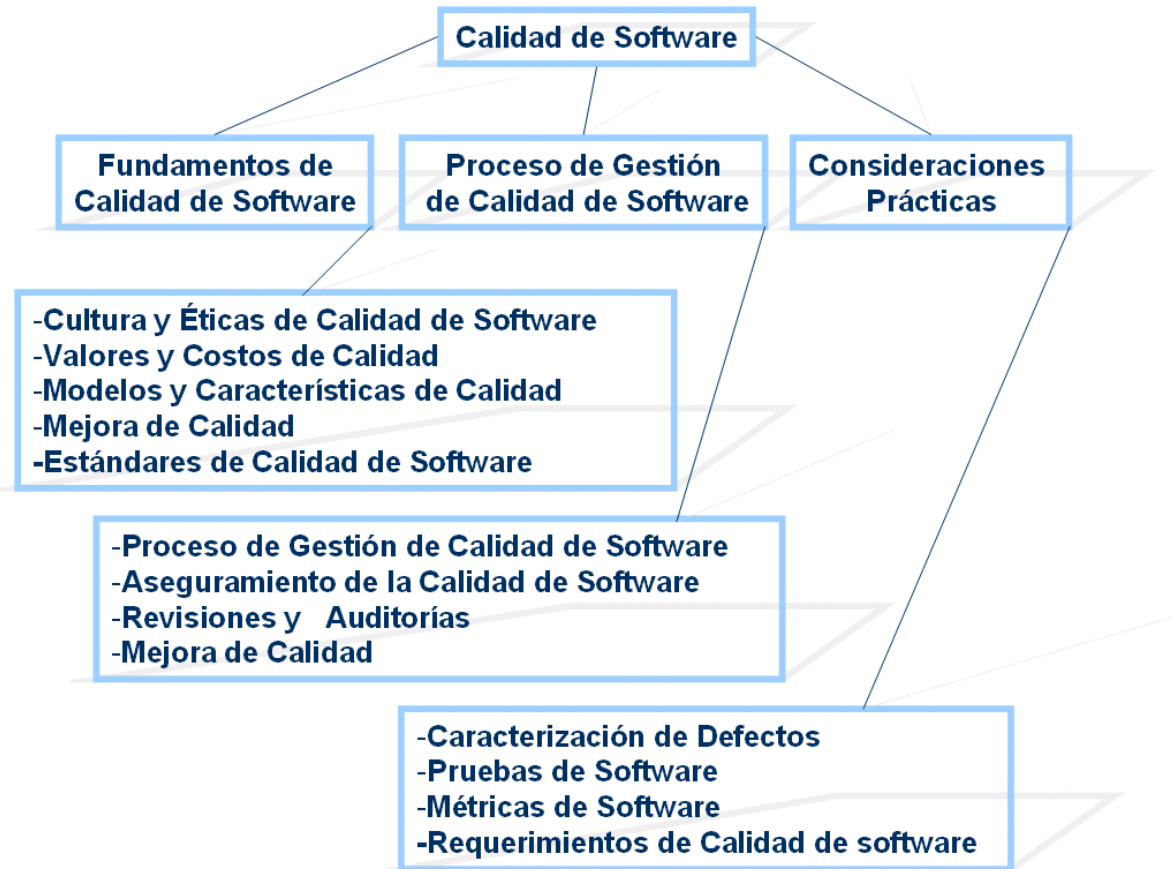 Calidad de Software
Fundamentos de
Calidad de Software
Proceso de Gestión
de Calidad de Software
Consideraciones
Prácticas
-Cultura y Éticas de Calidad de Software
-Valores y Costos de Calidad
-Modelos y Características de Calidad
-Mejora de Calidad
-Estándares de Calidad de Software
-Proceso de Gestión de Calidad de Software
-Aseguramiento de la Calidad de Software
-Revisiones y Auditorías
-Mejora de Calidad
-Caracterización de Defectos
-Pruebas de Software
-Métricas de Software
-Requerimientos de Calidad de software